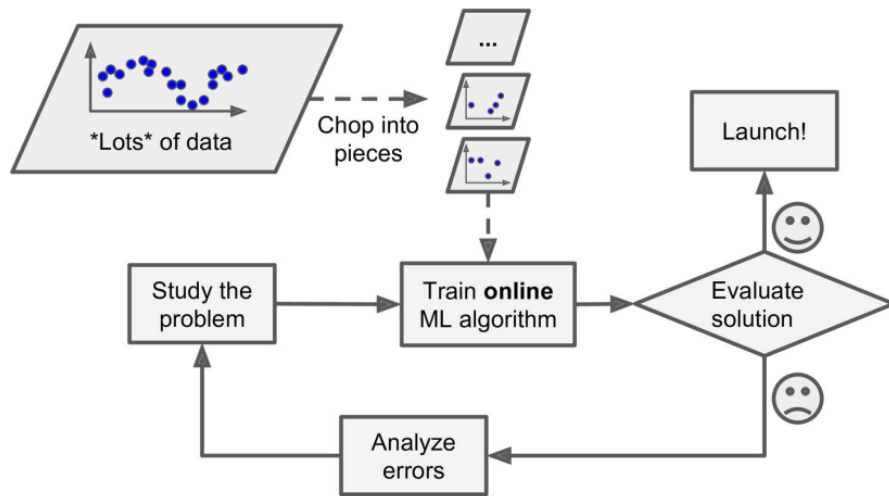 ...
*Lots* of data
Chop into
pieces
Launch!
Study the
problem
Train online
ML algorithm
Evaluate
solution
Analyze
errors